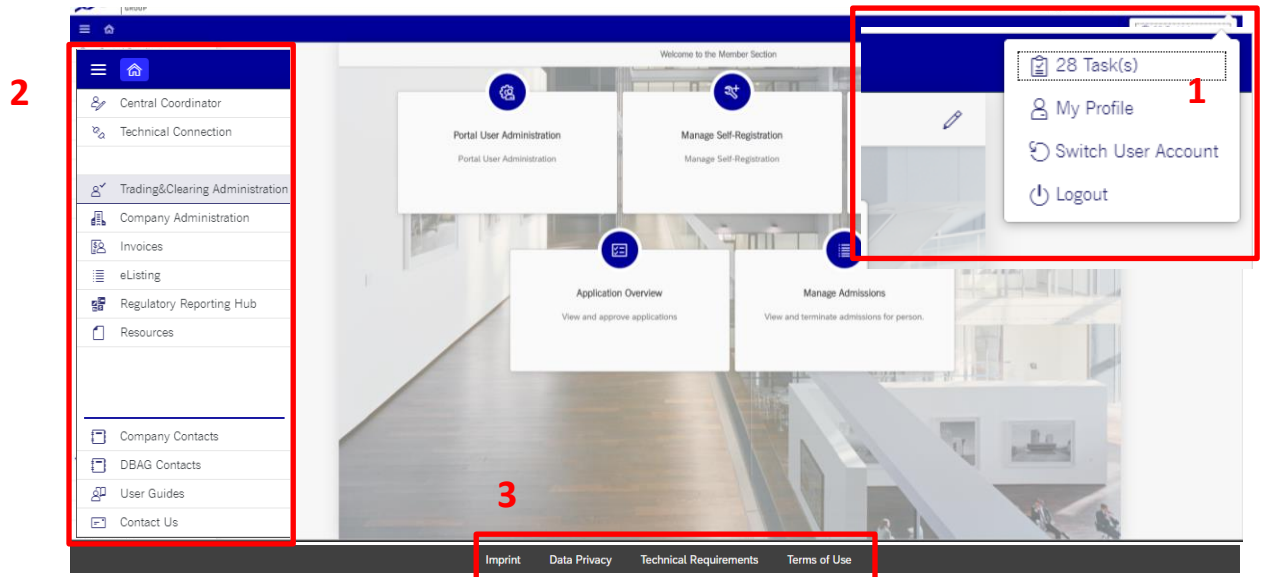 GROUP
Welcome to the Member Section
1
28 Task(s)
My Profile
Switch User Account
Logout
2
Central Coordinator
Technical Connection
Trading&Clearing Administration
Company Administration
Invoices
eListing
Regulatory Reporting Hub
Resources
Company Contacts
DBAG Contacts
User Guides
Contact Us
Portal User Administration
Portal User Administration
Manage Self-Registration
Manage Self-Registration
Application Overview
View and approve applications
Manage Admissions
View and terminate admissions for person.
3
Imprint Data Privacy Technical Requirements Terms of Use